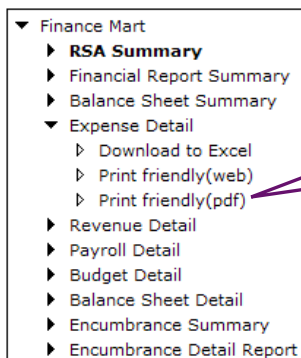 Finance Mart
RSA Summary
Financial Report Summary
Balance Sheet Summary
Expense Detail
Download to Excel
Print friendly(web)
Print friendly(pdf)
Revenue Detail
Payroll Detail
Budget Detail
Balance Sheet Detail
Encumbrance Summary
Encumbrance Detail Report